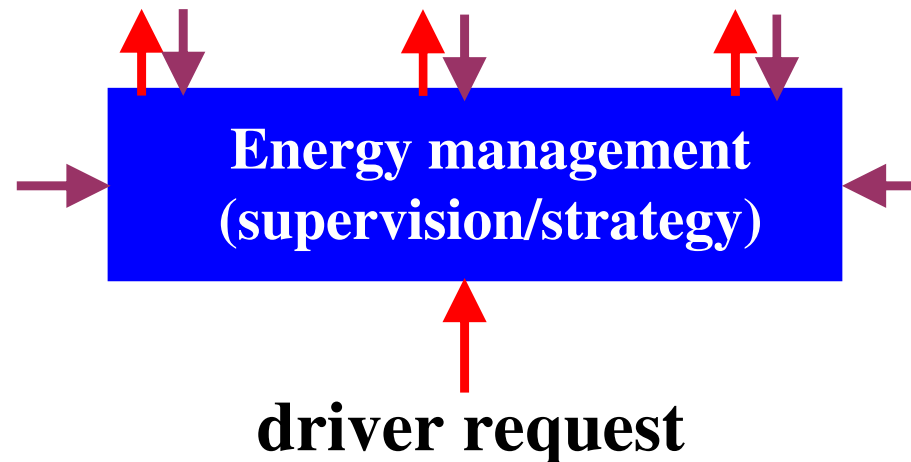 Energy management
(supervision/strategy)
driver request